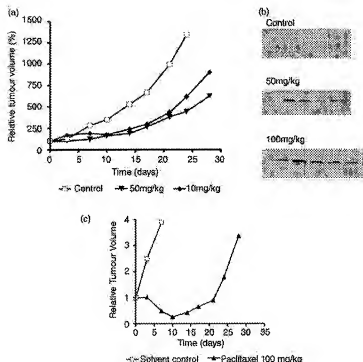 (a)
Relative tumour volume (%)
1500
1250
1000
750
500
250
0
0 5 10 15 20 25 30
Time (days)
Control 50mg/kg 10mg/kg
(b)
Control
50mg/kg
100mg/kg
(c)
Relative Tumour Volume
4
3
2
1
0
0 5 10 15 20 25 30 35
Time (days)
Solvent control Paclitaxel 100 mg/kg